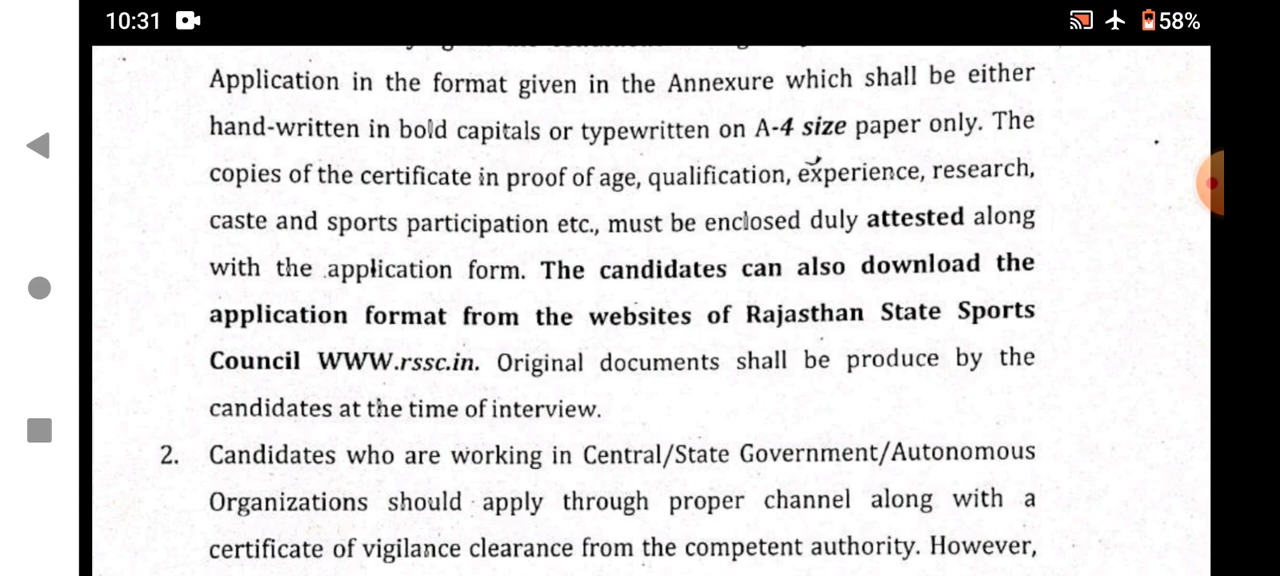 10:31
58%
Application in the format given in the Annexure which shall be either
hand-written in bold capitals or typewritten on A-4 size paper only. The
copies of the certificate in proof of age, qualification, experience, research,
caste and sports participation etc., must be enclosed duly attested along
with the application form. The candidates can also download the
application format from the websites of Rajasthan State Sports
Council WWW.rssc.in. Original documents shall be produce by the
candidates at the time of interview.
2. Candidates who are working in Central/State Government/Autonomous
Organizations should apply through proper channel along with a
certificate of vigilance clearance from the competent authority. However,